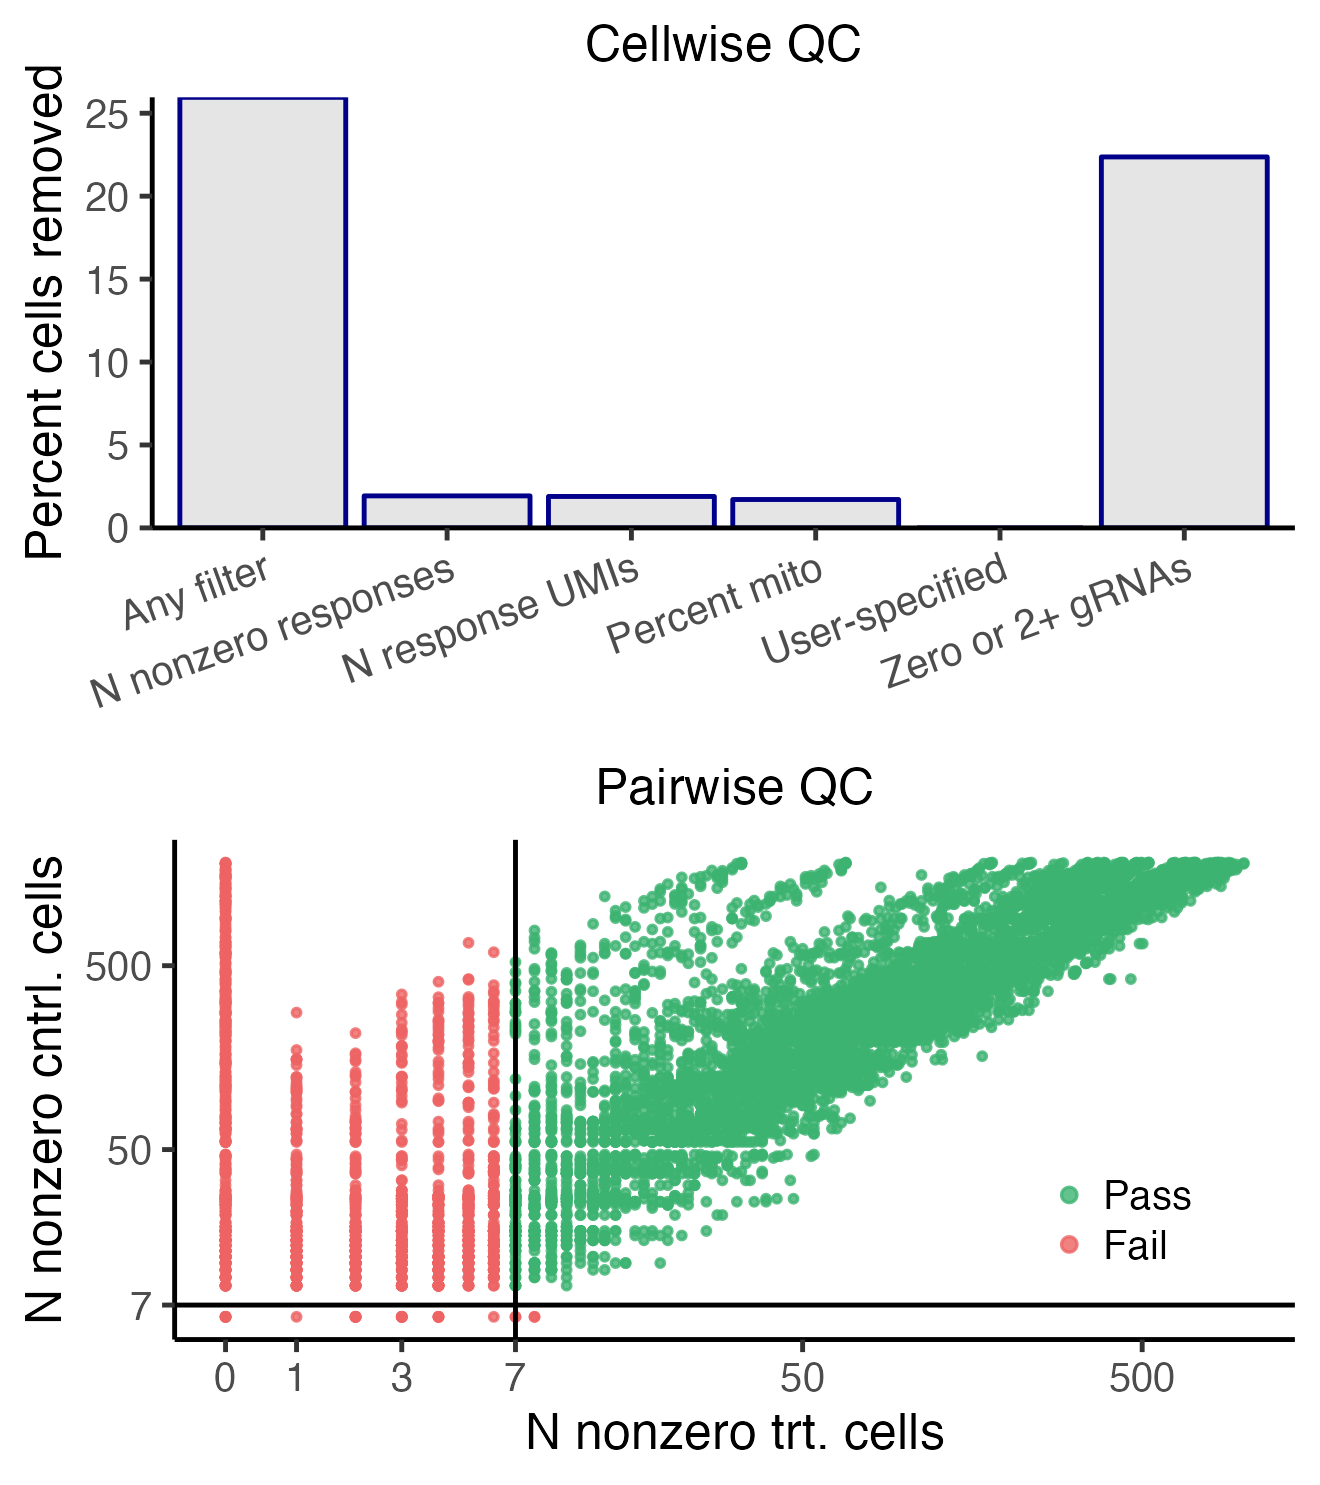 Cellwise QC
Percent cells removed
25
20
15
10
5
0
Any filter
N nonzero responses
N response UMIs
Percent mito
User-specified
Zero or 2+ gRNAs
Pairwise QC
N nonzero cntrl. cells
500
50
7
Pass
Fail
0 1 3 7 50 500
N nonzero trt. cells